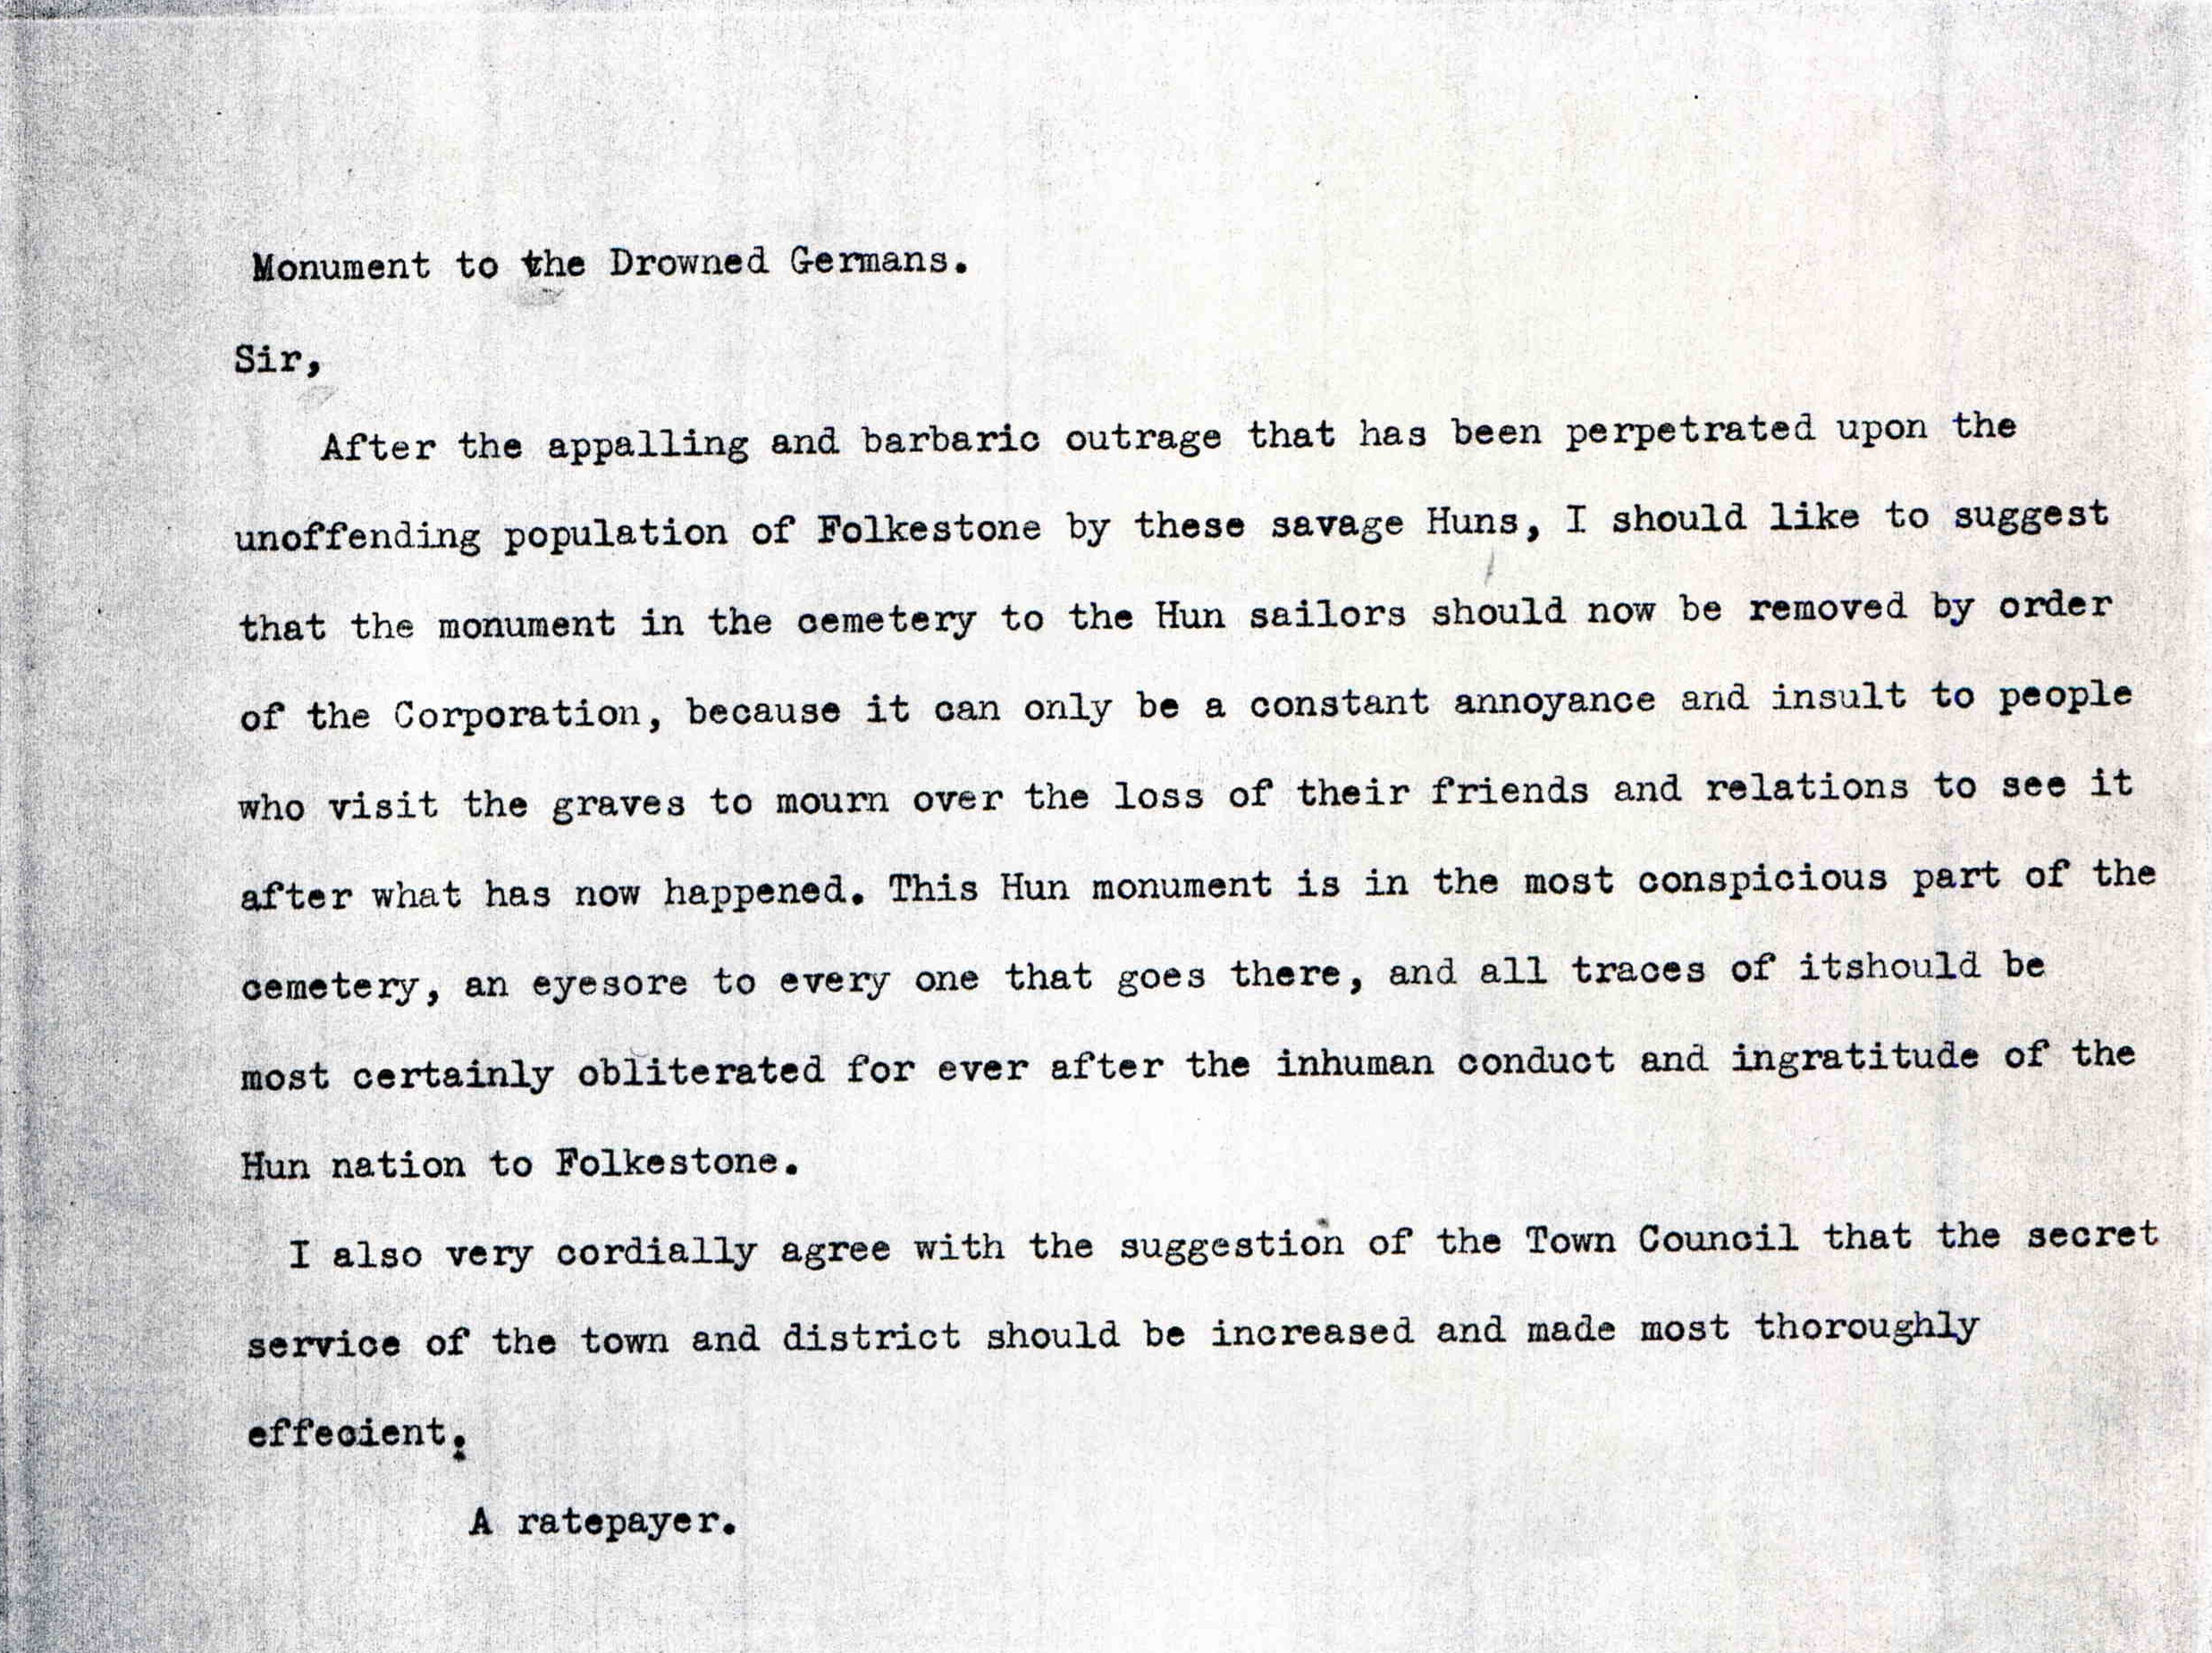 Monument to the Drowned Germans.
Sir,
After the appalling and barbaric outrage that has been perpetrated upon the
unoffending population of Folkestone by these savage Huns, I should like to suggest
that the monument in the cemetery to the Hun sailors should now be removed by order
of the Corporation, because it can only be a constant annoyance and insult to people
who visit the graves to mourn over the loss of their friends and relations to see it
after what has now happened. This Hun monument is in the most conspicious part of the
cemetery, an eyesore to every one that goes there, and all traces of itshould be
most certainly obliterated for ever after the inhuman conduct and ingratitude of the
Hun nation to Folkestone.
I also very cordially agree with the suggestion of the Town Council that the secret
service of the town and district should be increased and made most thoroughly
effecient.
A ratepayer.